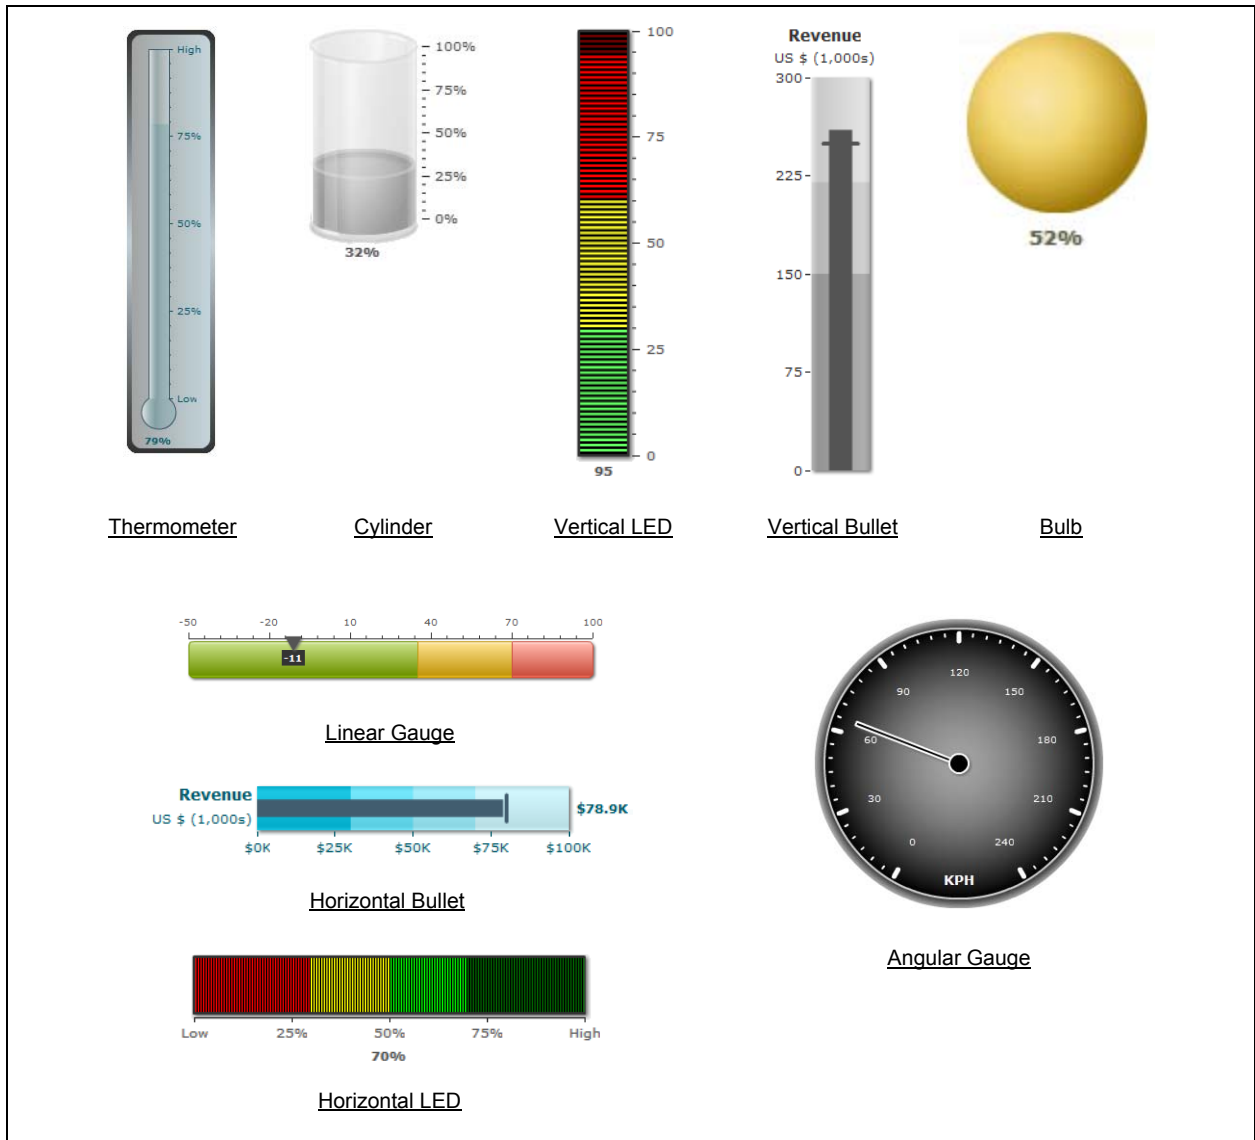 High
75%
50%
25%
Low
79%
Thermometer
100%
75%
50%
25%
0%
32%
Cylinder
100
75
50
25
0
95
Vertical LED
Revenue
US $ (1,000s)
300
225
150
75
0
Vertical Bullet
52%
Bulb
-50 -20 10 40 70 100
-11
Linear Gauge
Revenue
US $ (1,000s)
$78.9K
$0K $25K $50K $75K $100K
Horizontal Bullet
Low 25% 50% 75% High
70%
Horizontal LED
120
90 150
60 180
30 210
0 240
KPH
Angular Gauge